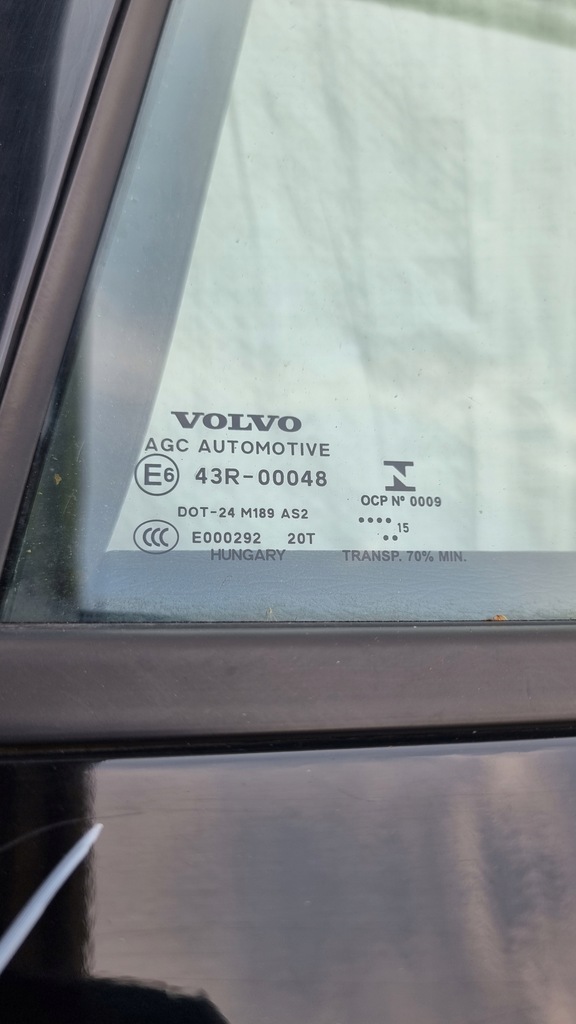 VOLVO
AGC AUTOMOTIVE
E6 43R-00048
DOT-24 M189 AS2
CCC E000292 20T
HUNGARY
N
OCP Nº 0009
•••• 15
••
TRANSP. 70% MIN.